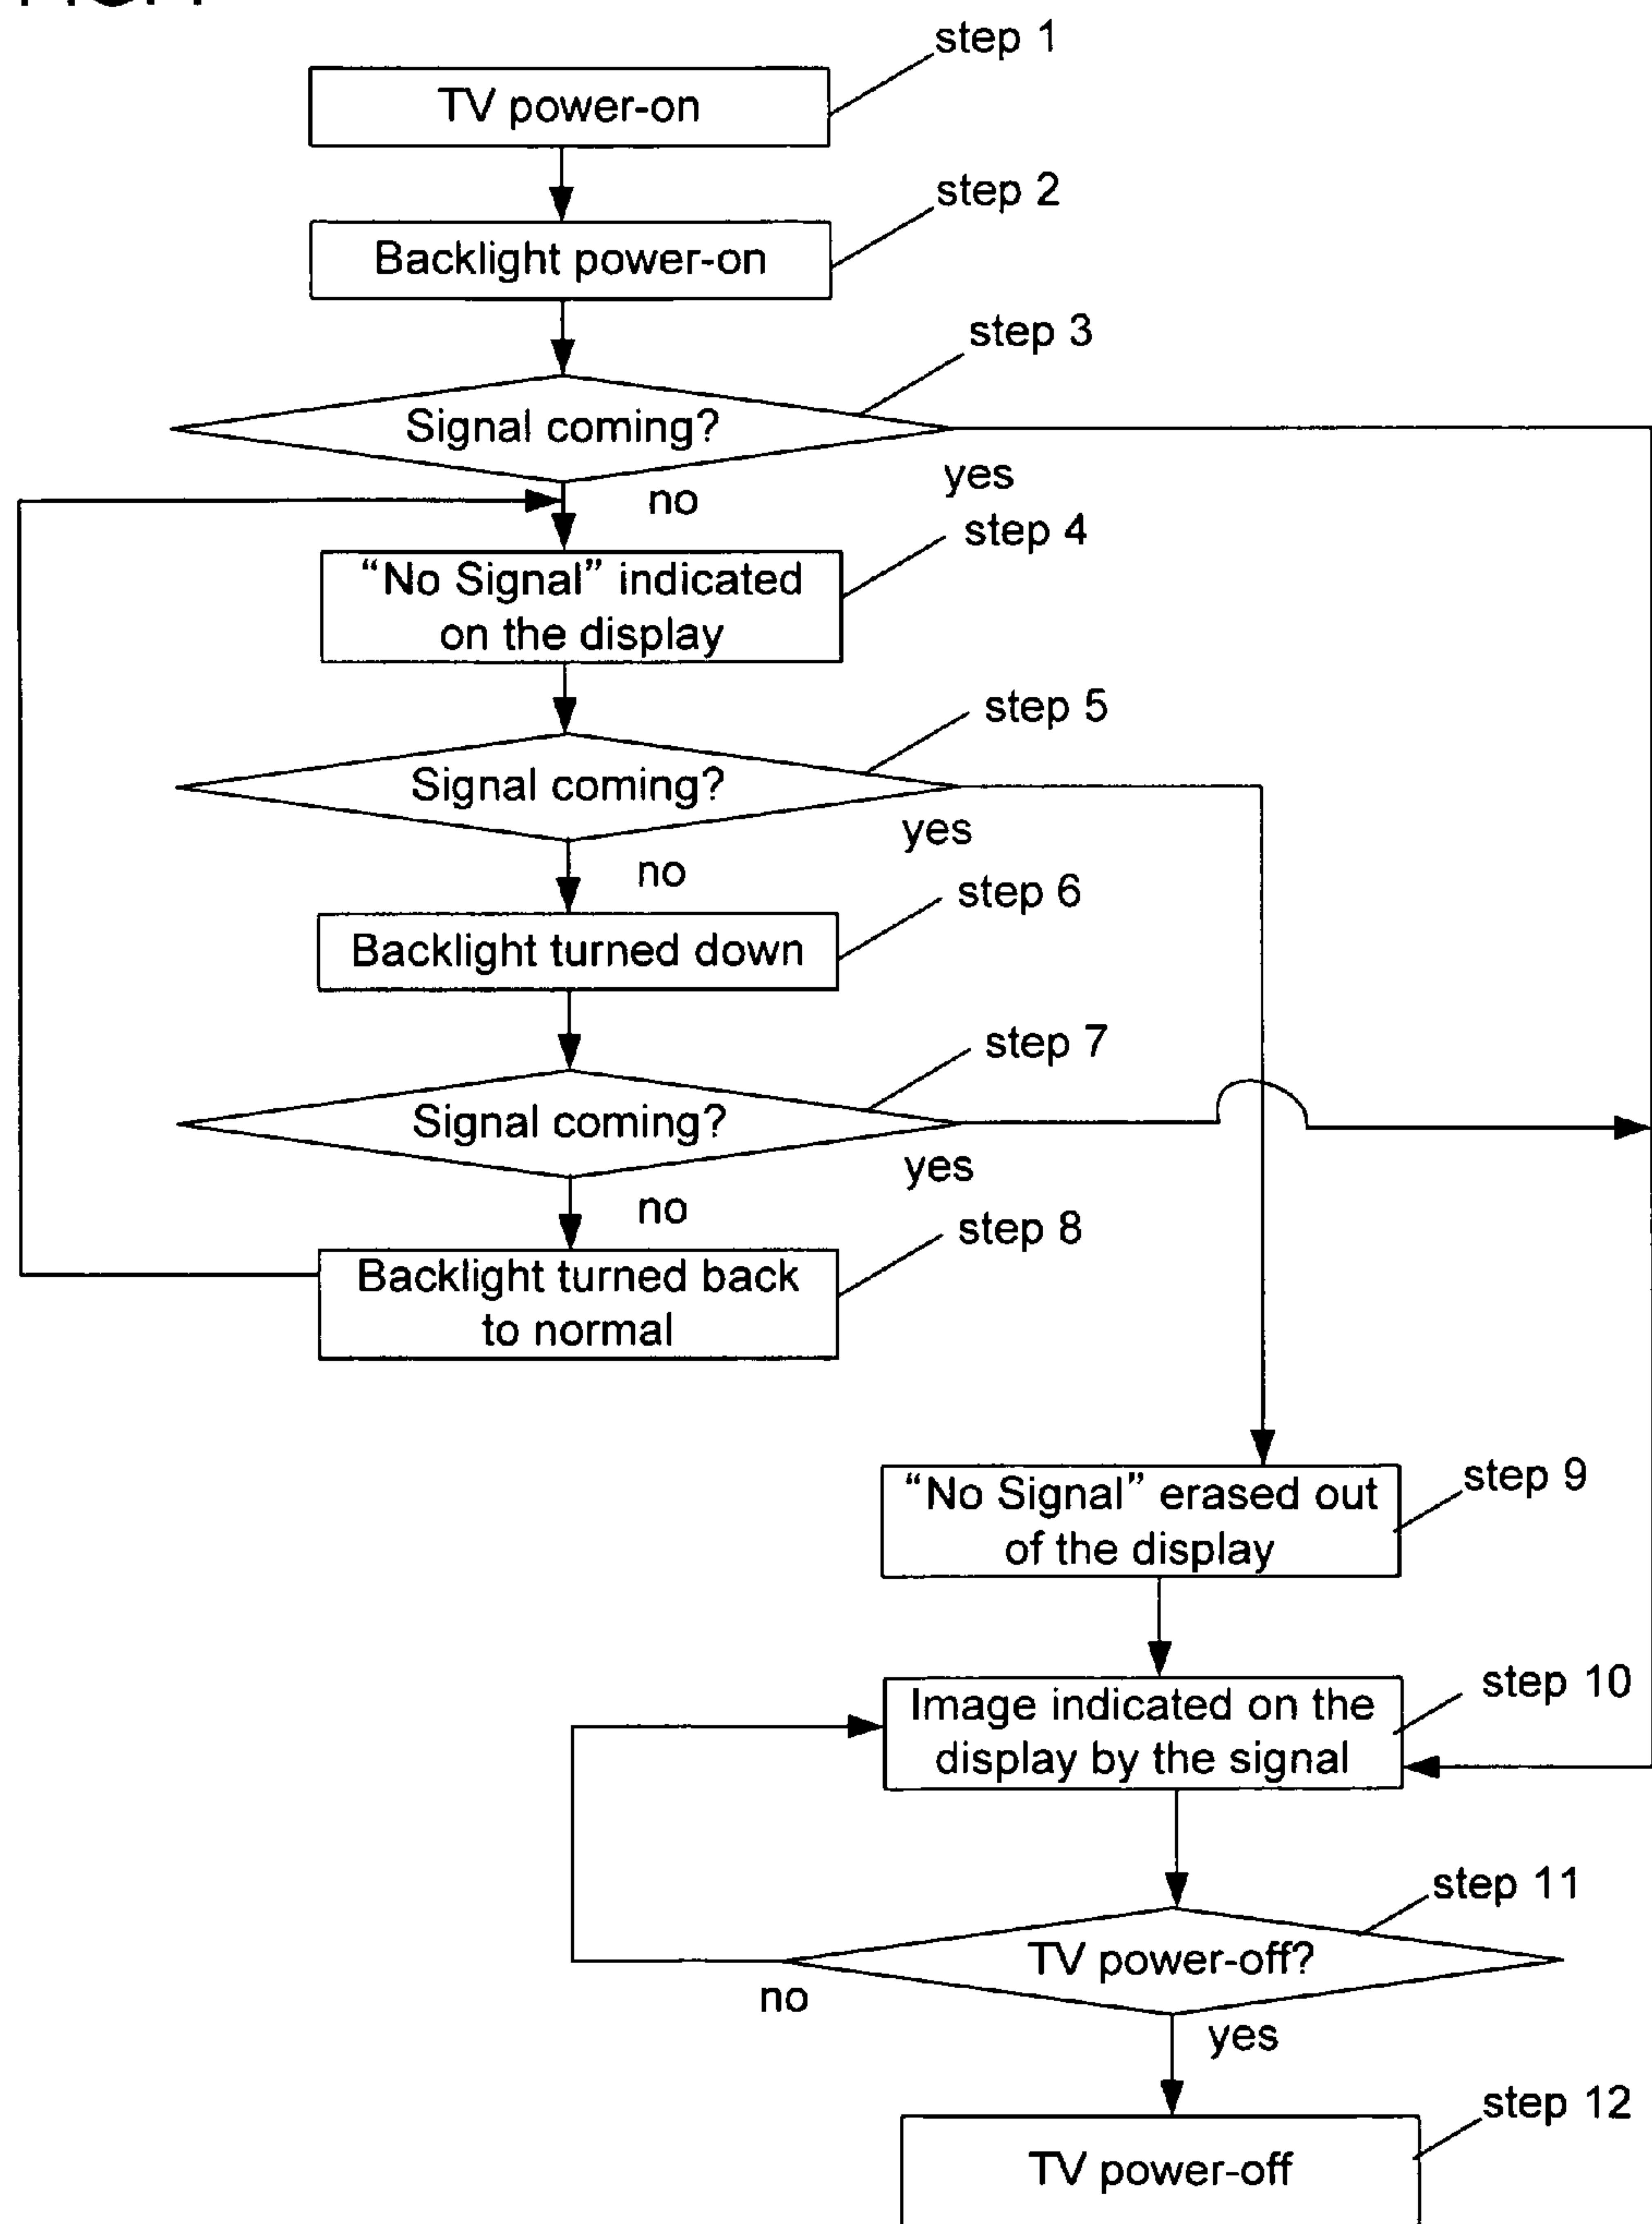 step 1
TV power-on
step 2
Backlight power-on
step 3
Signal coming?
yes
no
step 4
“No Signal” indicated
on the display
step 5
Signal coming?
yes
no
step 6
Backlight turned down
step 7
Signal coming?
yes
no
step 8
Backlight turned back
to normal
step 9
“No Signal” erased out
of the display
step 10
Image indicated on the
display by the signal
step 11
TV power-off?
no
yes
step 12
TV power-off